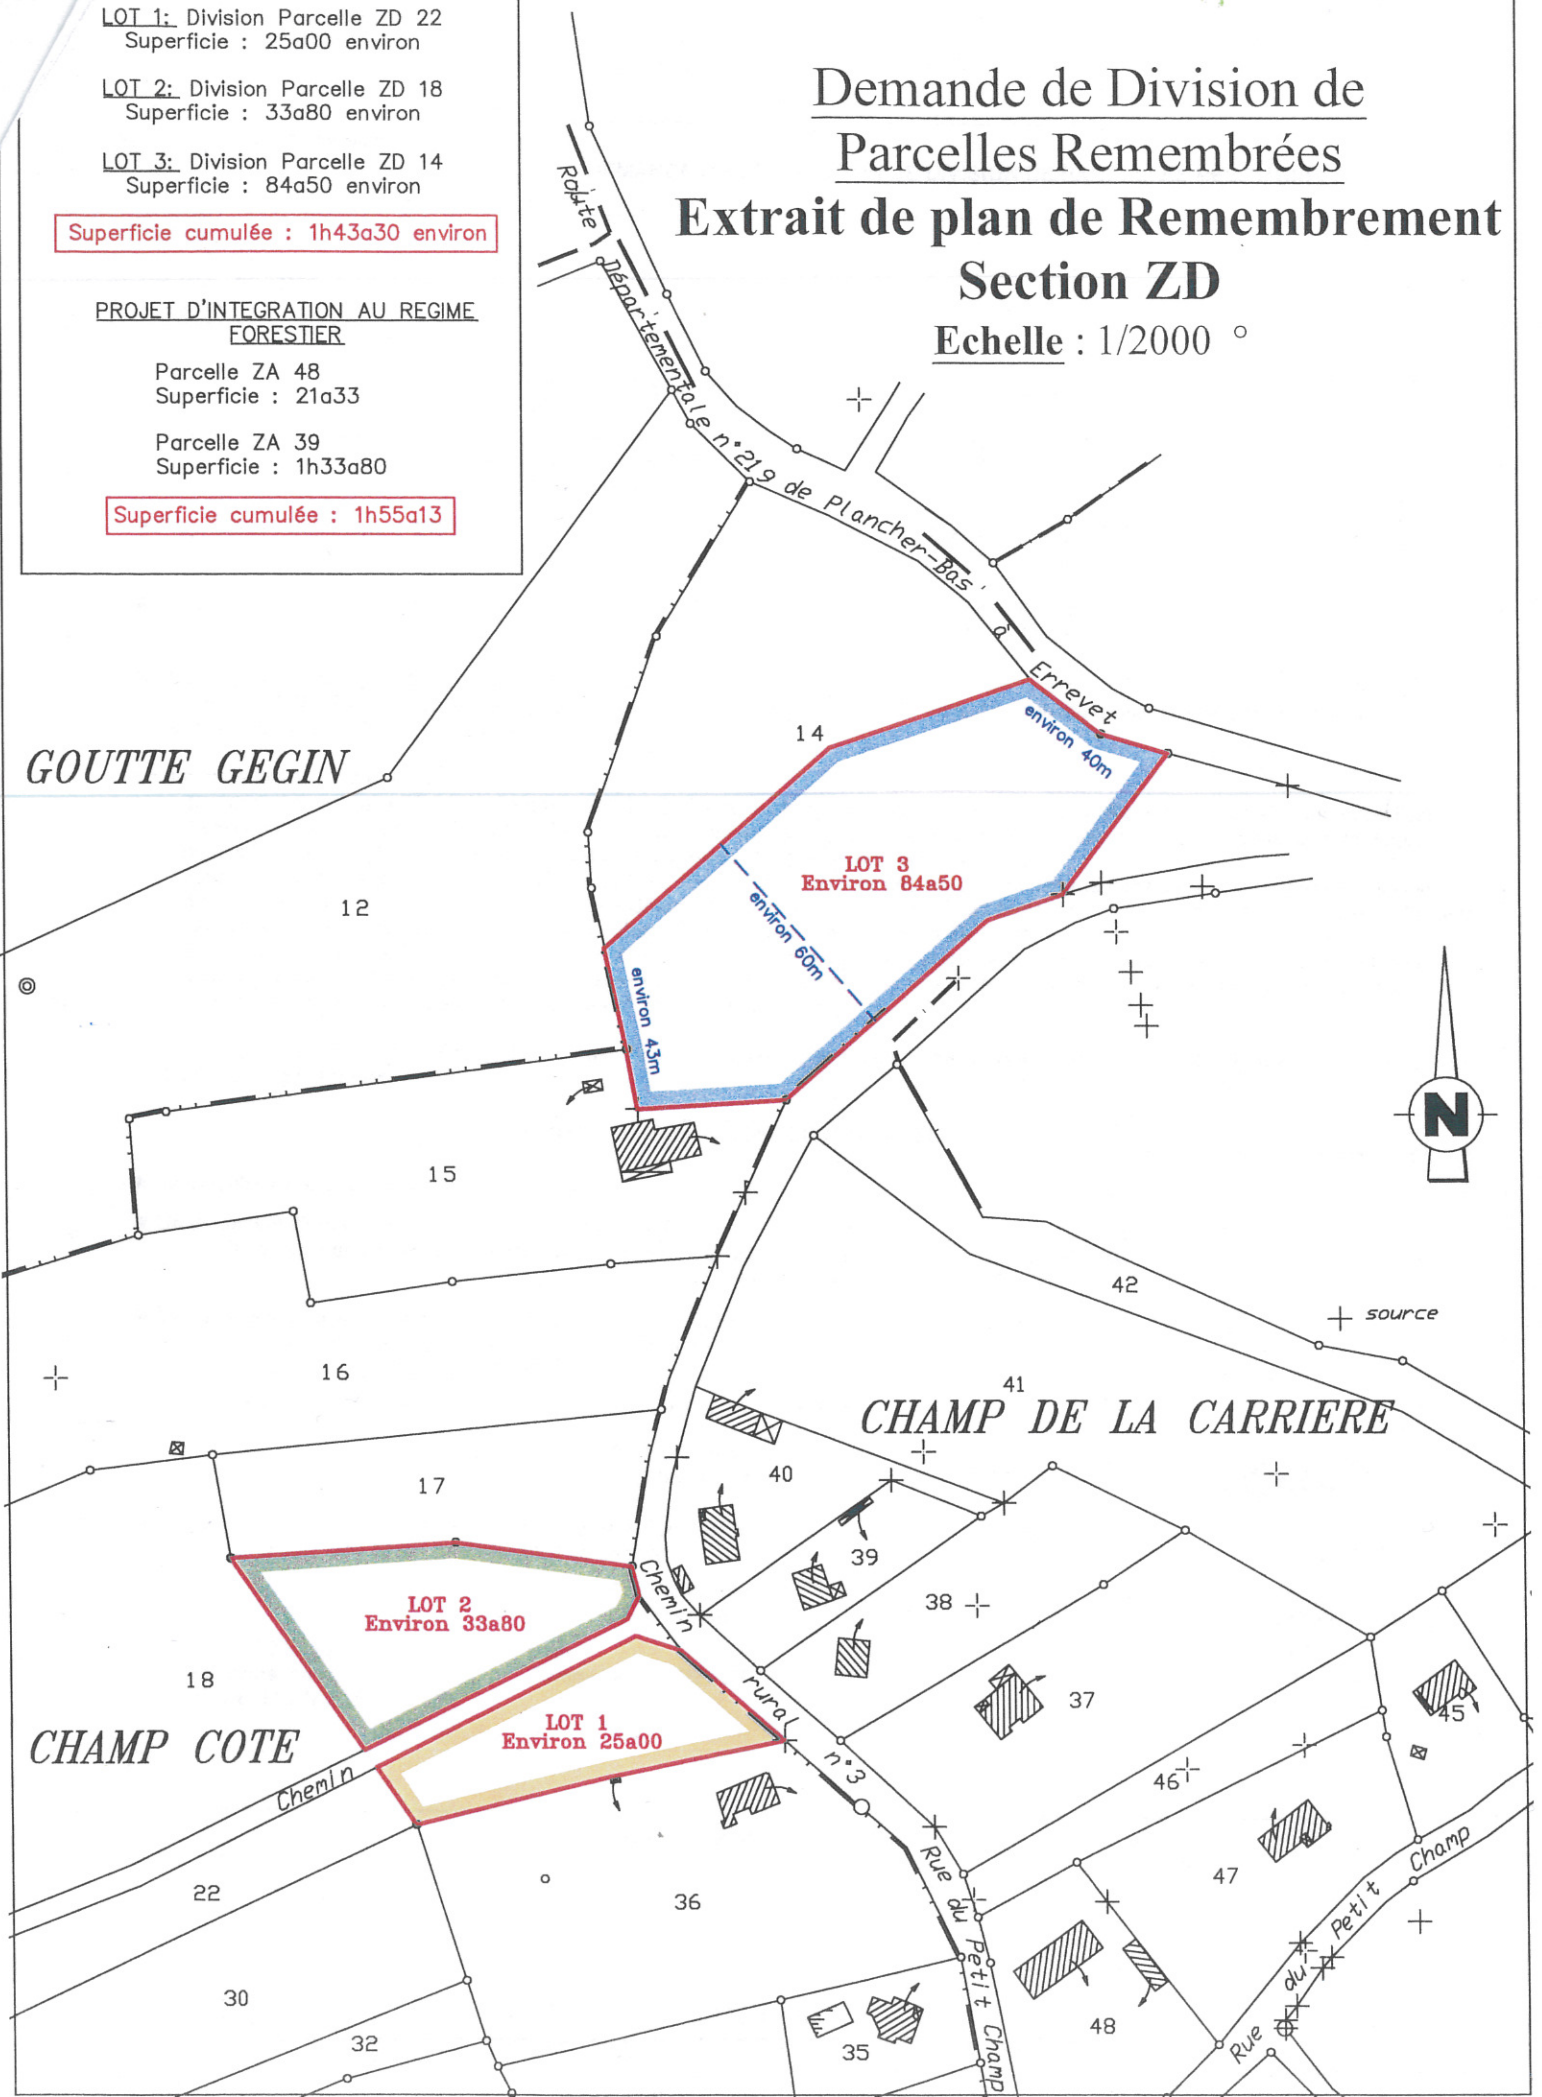 LOT 1: Division Parcelle ZD 22
Superficie : 25a00 environ
LOT 2: Division Parcelle ZD 18
Superficie : 33a80 environ
LOT 3: Division Parcelle ZD 14
Superficie : 84a50 environ
Superficie cumulée : 1h43a30 environ
PROJET D'INTEGRATION AU REGIME
FORESTIER
Parcelle ZA 48
Superficie : 21a33
Parcelle ZA 39
Superficie : 1h33a80
Superficie cumulée : 1h55a13
Demande de Division de
Parcelles Remembrées
Extrait de plan de Remembrement
Section ZD
Echelle : 1/2000 °
Route Départementale n°219 de Plancher-Bas à Errevet
14
environ 40m
GOUTTE GEGIN
LOT 3
Environ 84a50
12
environ 60m
environ 43m
N
15
42
source
16
41
CHAMP DE LA CARRIERE
40
17
39
38
LOT 2
Environ 33a80
Chemin rural n°3
18
37
45
LOT 1
Environ 25a00
CHAMP COTE
Chemin
46
47
22
36
Rue du Petit Champ
Rue du Petit Champ
30
32
35
48